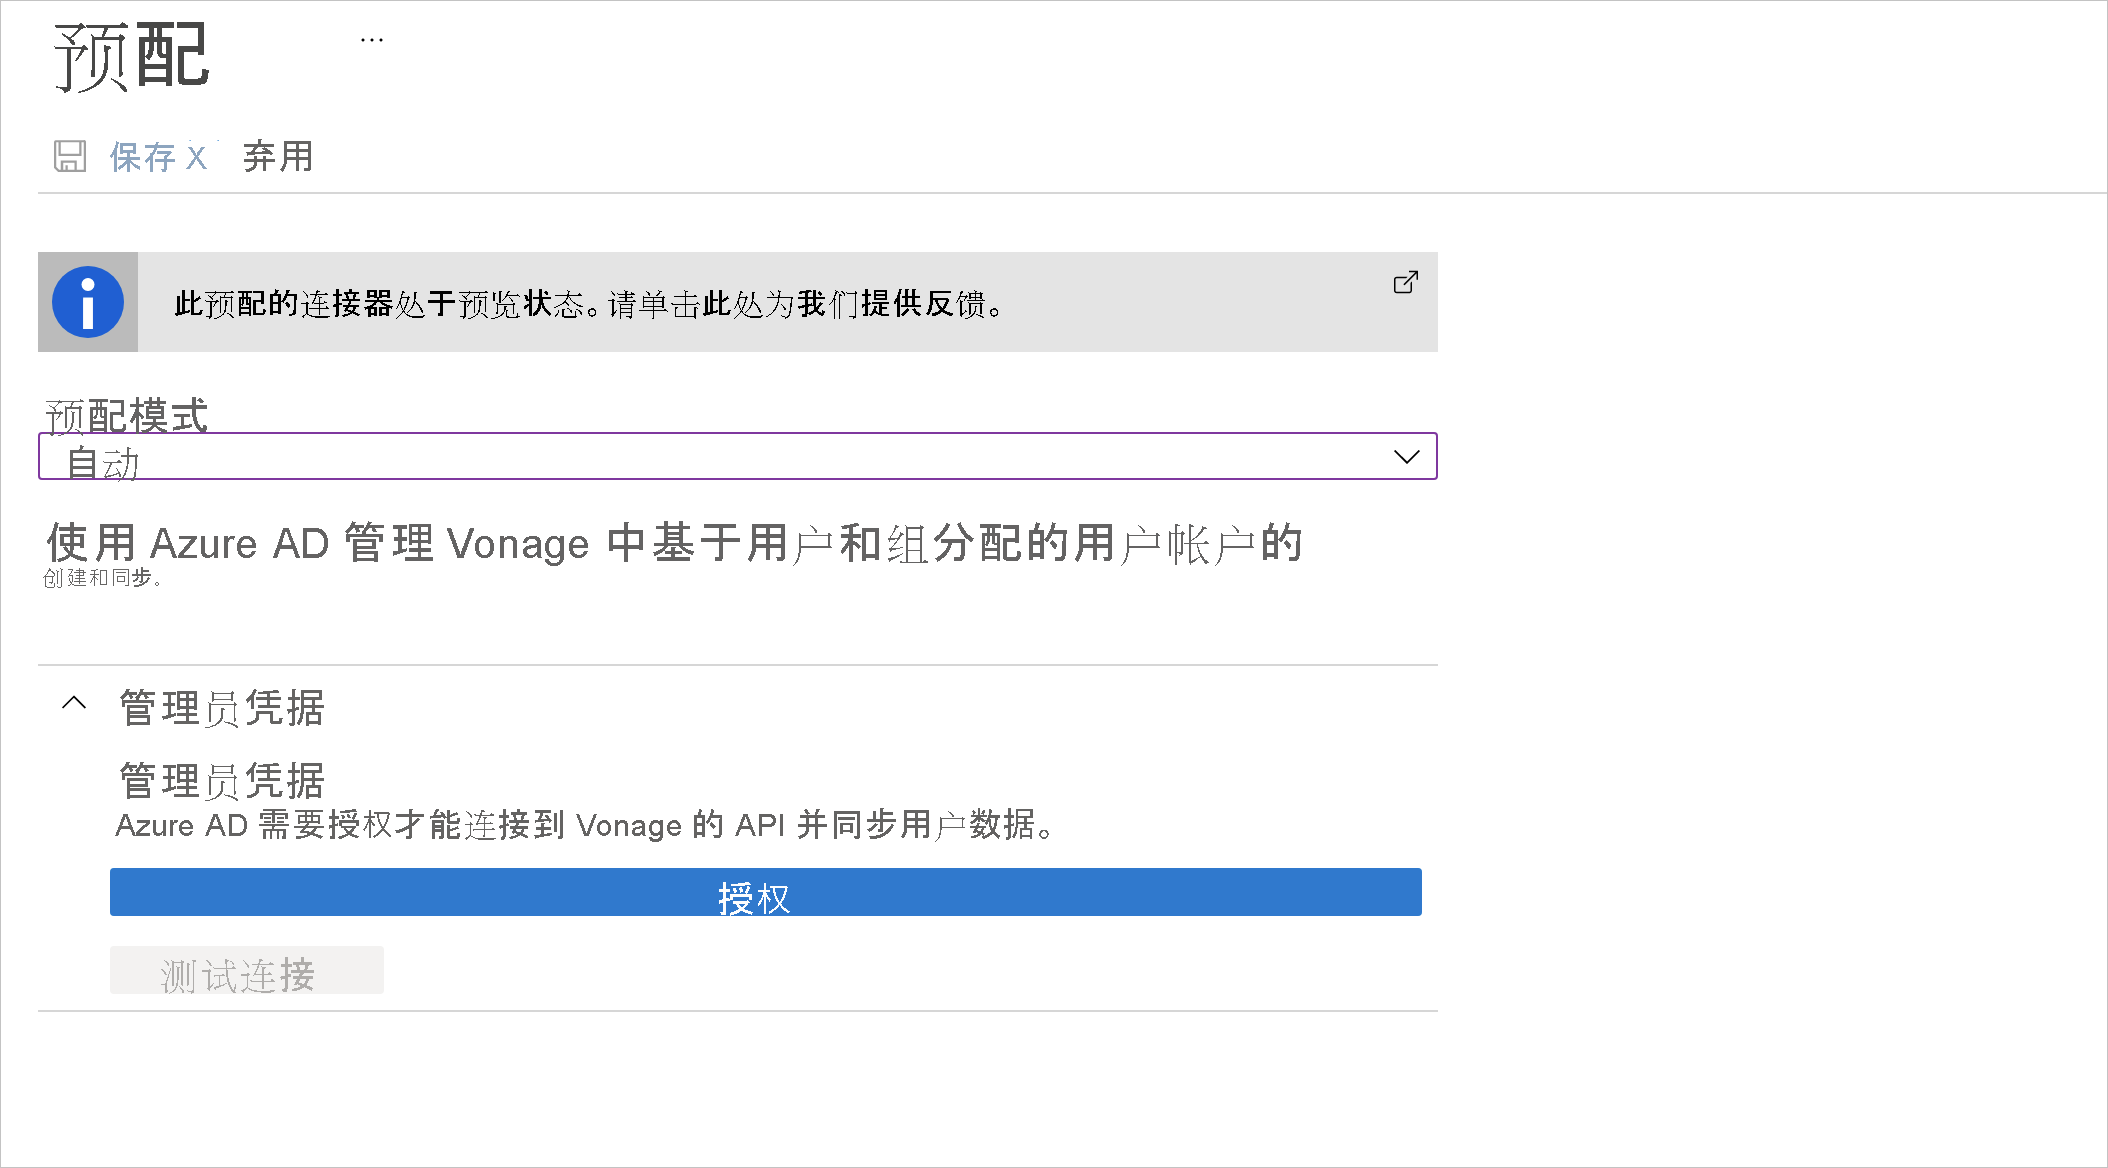 预配
...
保存 X 弃用
此预配的连接器处于预览状态。请单击此处为我们提供反馈。
预配模式
自动
使用 Azure AD 管理 Vonage 中基于用户和组分配的用户帐户的
创建和同步。
管理员凭据
管理员凭据
Azure AD 需要授权才能连接到 Vonage 的 API 并同步用户数据。
授权
测试连接